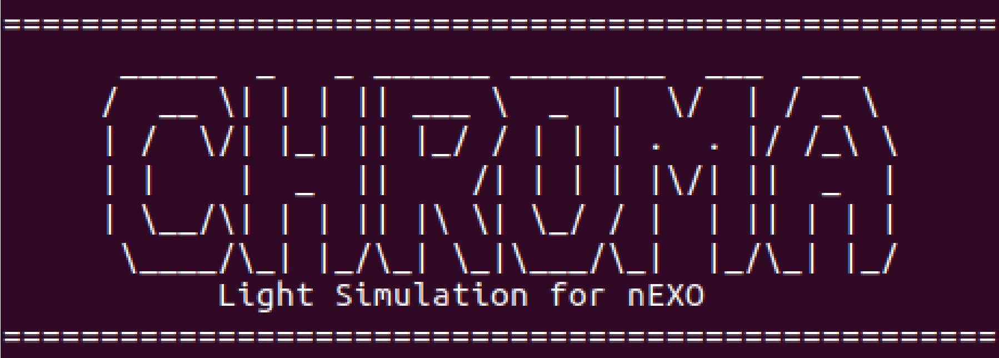 CHROMA
Light Simulation for nEXO